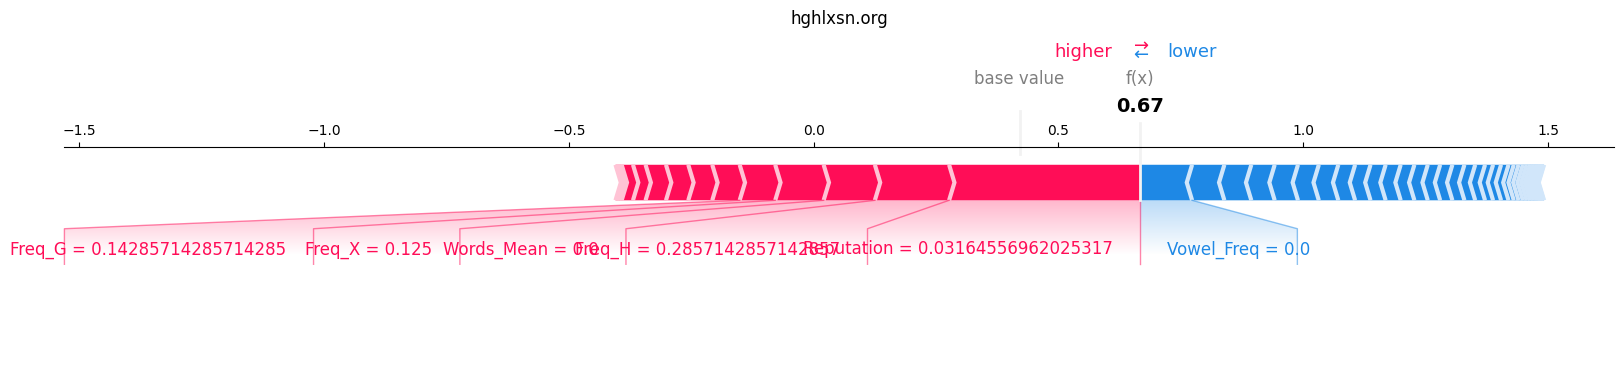 hghlxsn.org
higher ⇄ lower
base value f(x)
0.67
−1.5 −1.0 −0.5 0.0 0.5 1.0 1.5
Freq_G = 0.14285714285714285 Freq_X = 0.125 Words_Mean = 0.0 Freq_H = 0.2857142857142857 Reputation = 0.03164556962025317 Vowel_Freq = 0.0